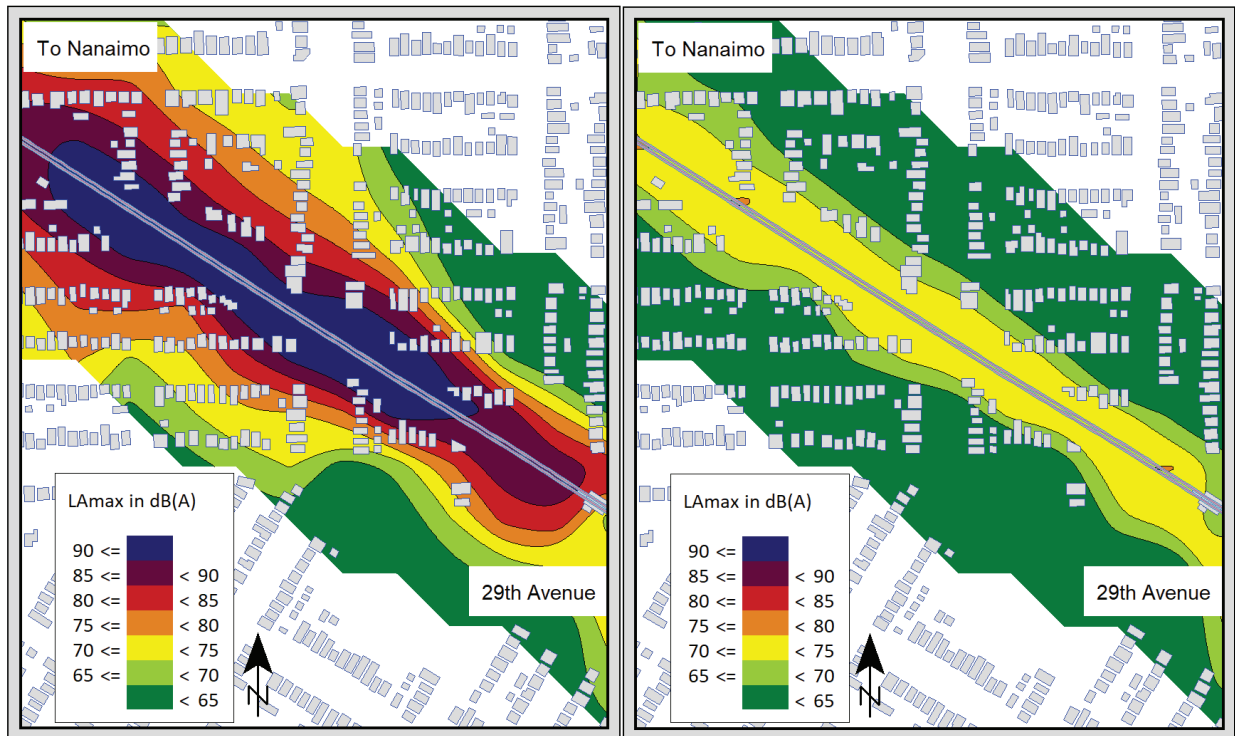 To Nanaimo
LAmax in dB(A)
90 <=
85 <= < 90
80 <= < 85
75 <= < 80
70 <= < 75
65 <= < 70
< 65
29th Avenue
N
To Nanaimo
LAmax in dB(A)
90 <=
85 <= < 90
80 <= < 85
75 <= < 80
70 <= < 75
65 <= < 70
< 65
29th Avenue
N